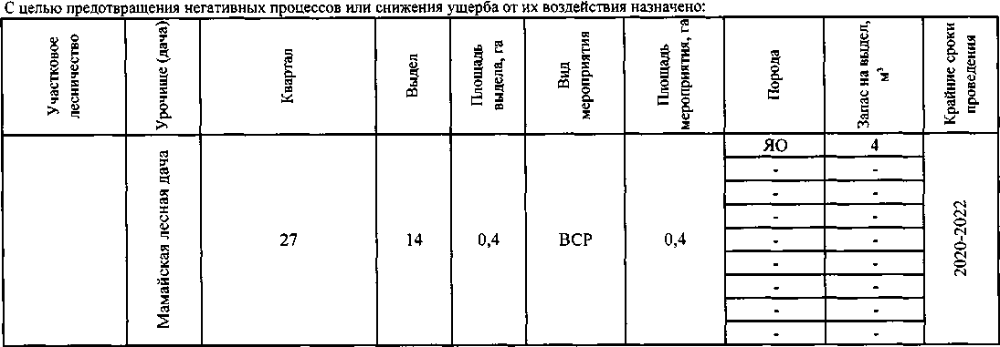 С целью предотвращения негативных процессов или снижения ущерба от их воздействия назначено:
Участковое
лесничество
Урочище (дача)
Квартал
Выдел
Площадь
выдела, га
Вид
мероприятия
Площадь
мероприятия, га
Порода
Запас на выдел,
м³
Крайние сроки
проведения
Мамайская лесная дача
27
14
0,4
ВСР
0,4
ЯО
4
2020-2022
- -
- -
- -
- -
- -
- -
- -
- -